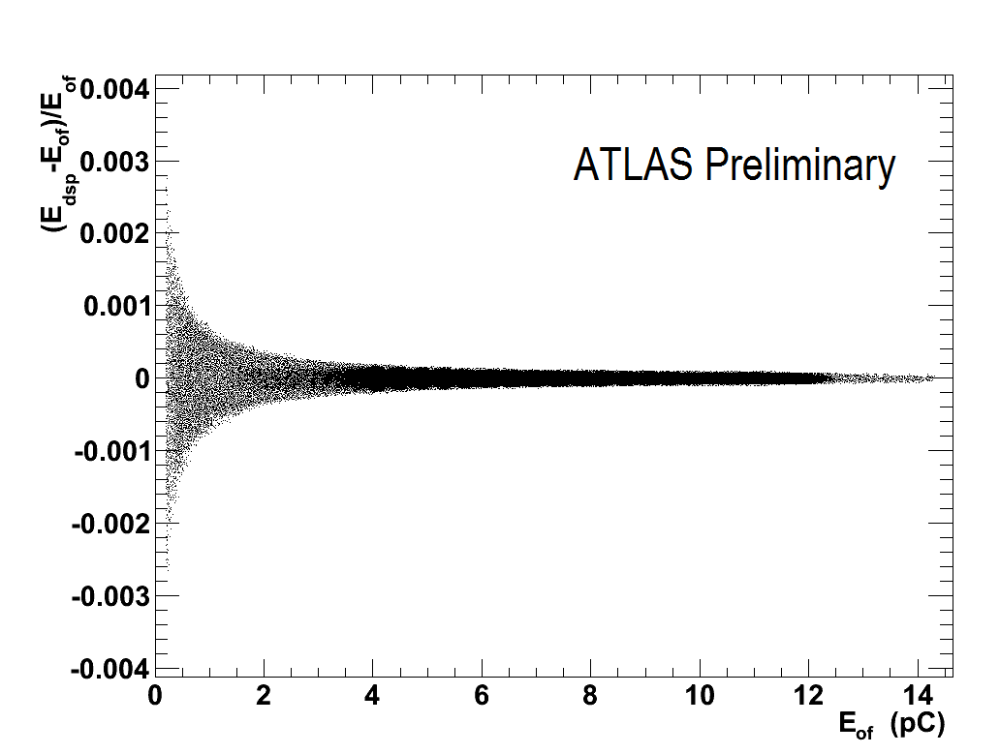 (E_dsp-E_of)/E_of
ATLAS Preliminary
0.004
0.003
0.002
0.001
0
-0.001
-0.002
-0.003
-0.004
0 2 4 6 8 10 12 14
E_of (pC)